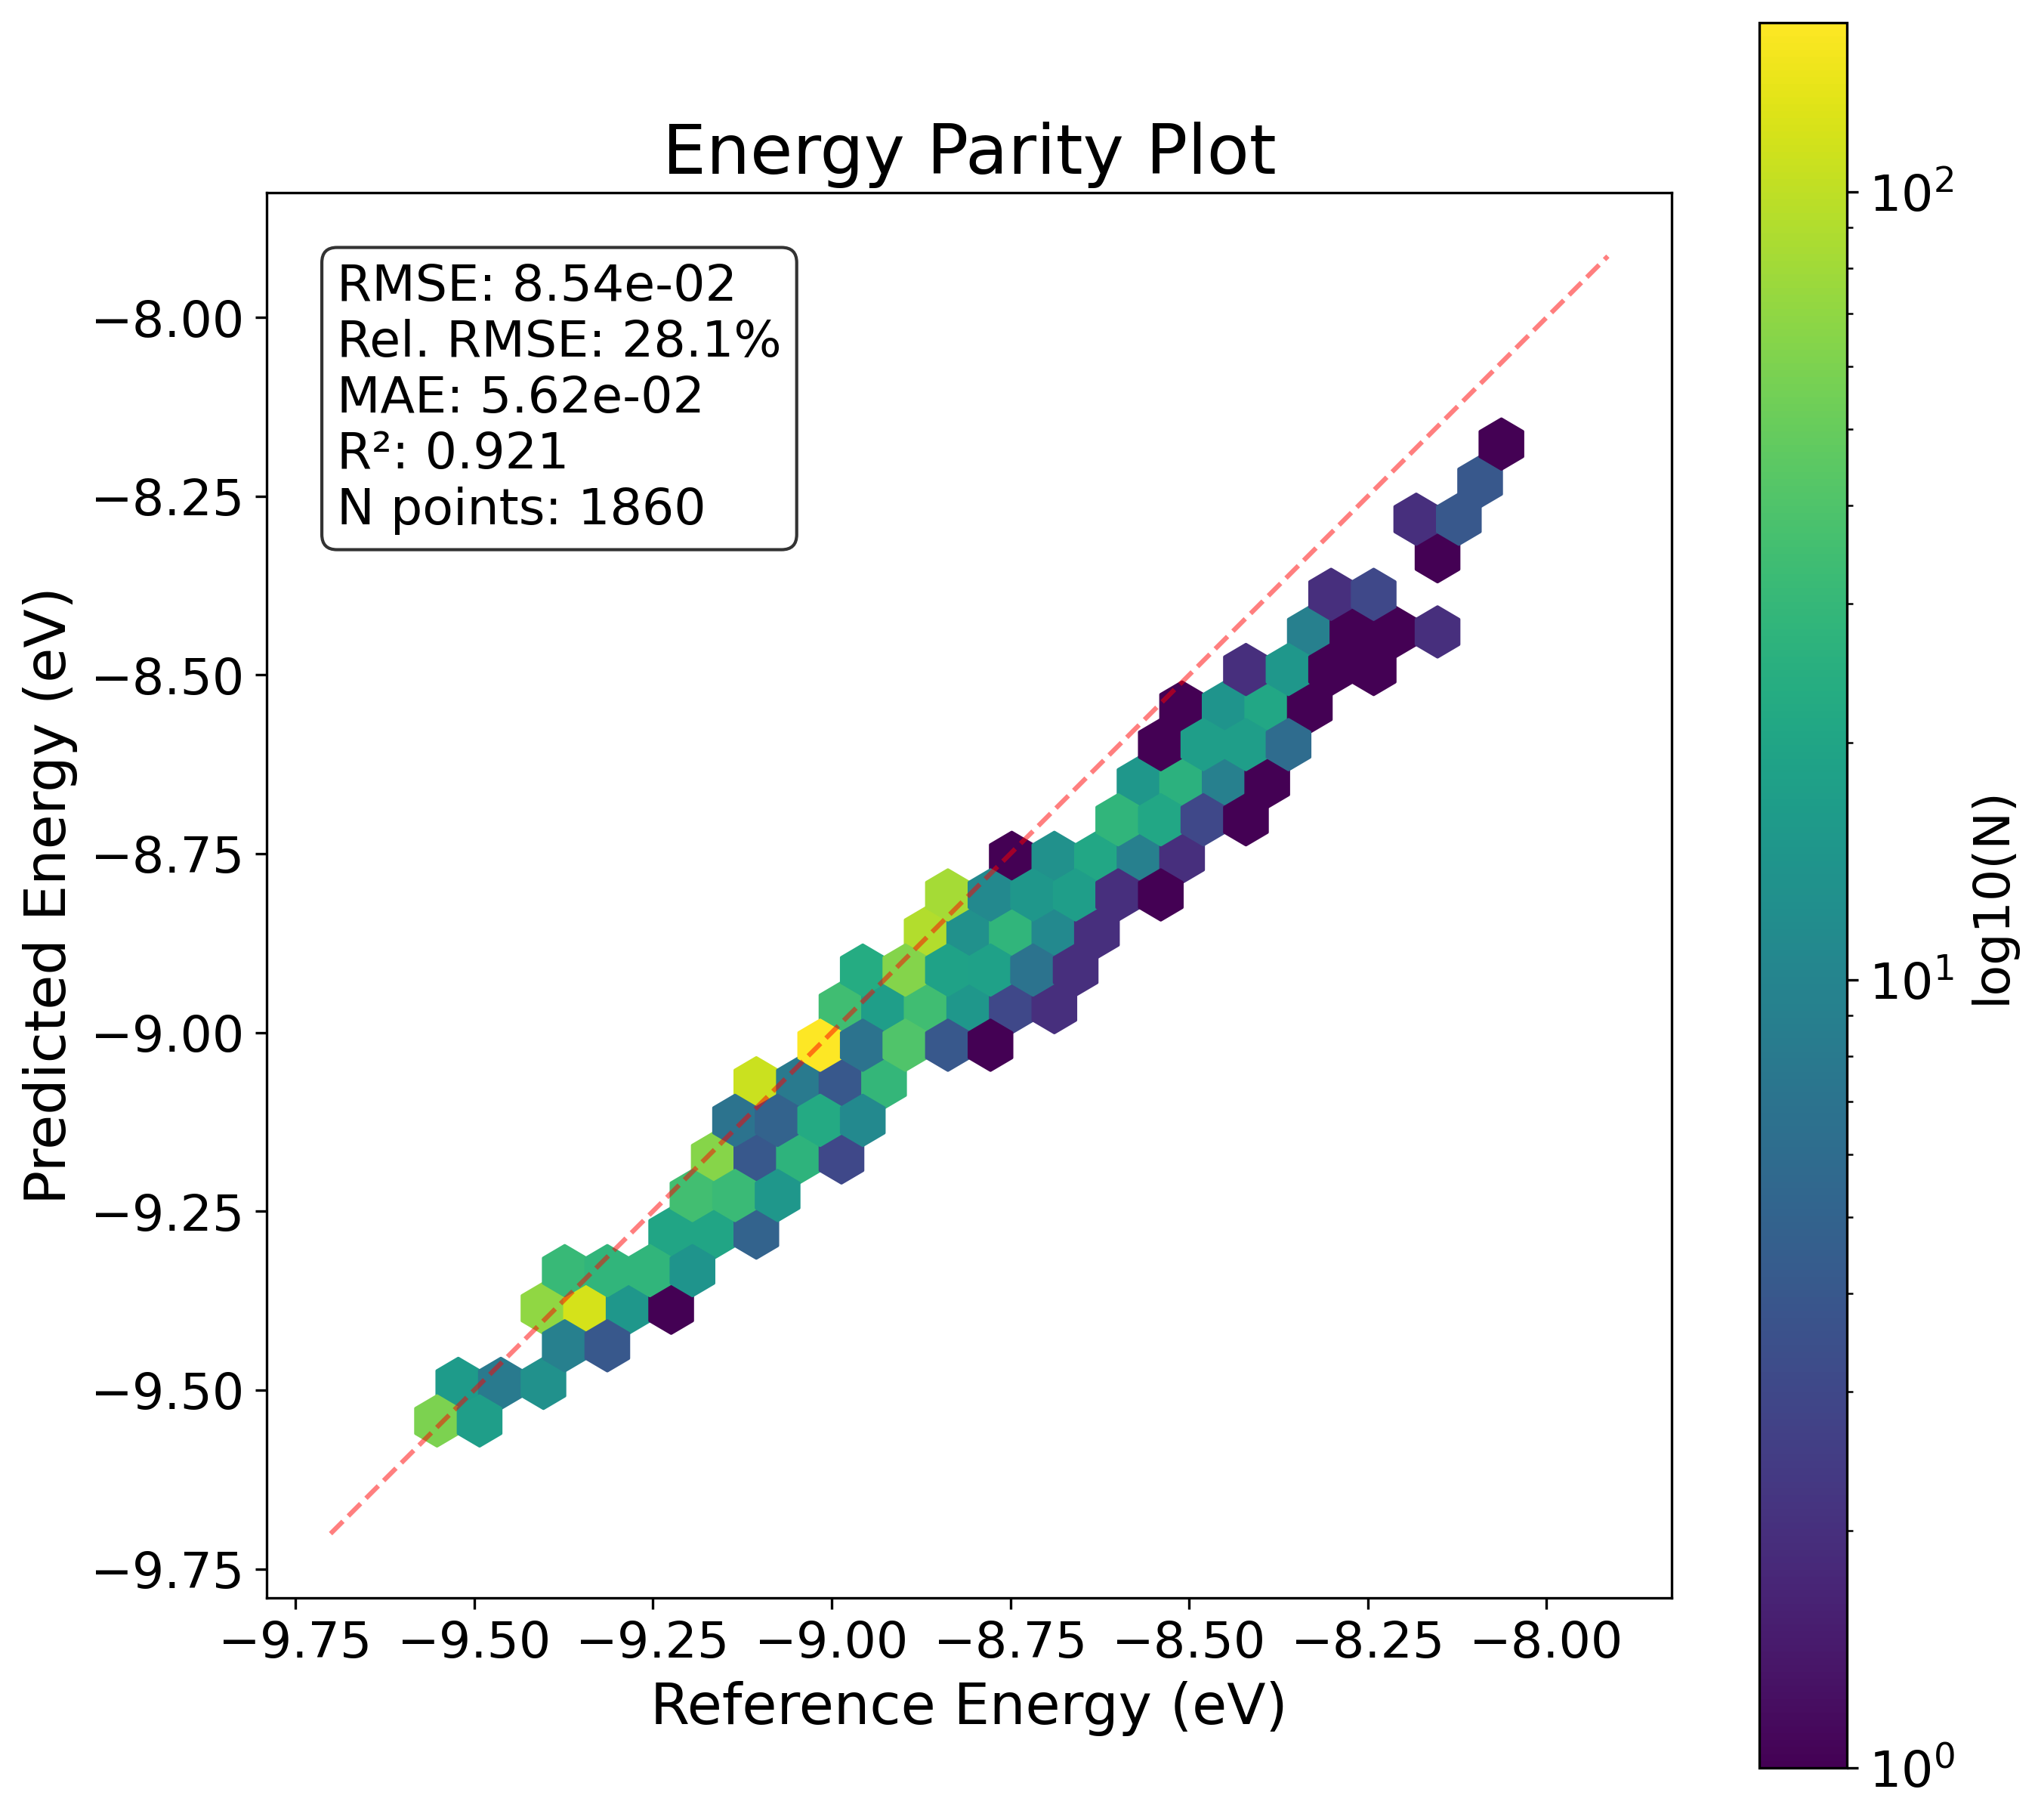 Energy Parity Plot
RMSE: 8.54e-02
Rel. RMSE: 28.1%
MAE: 5.62e-02
R²: 0.921
N points: 1860
Predicted Energy (eV)
−8.00
−8.25
−8.50
−8.75
−9.00
−9.25
−9.50
−9.75
−9.75 −9.50 −9.25 −9.00 −8.75 −8.50 −8.25 −8.00
Reference Energy (eV)
10²
10¹
10⁰
log10(N)